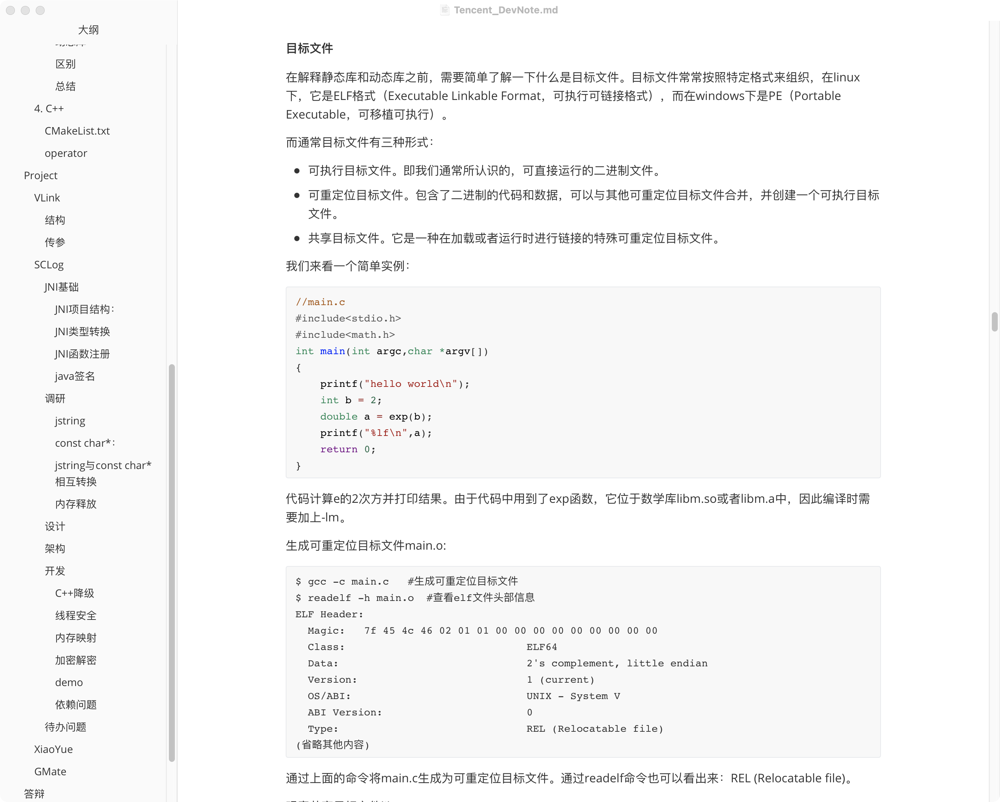 Tencent_DevNote.md
大纲
区别
总结
4. C++
CMakeList.txt
operator
Project
VLink
结构
传参
SCLog
JNI基础
JNI项目结构：
JNI类型转换
JNI函数注册
java签名
调研
jstring
const char*：
jstring与const char*
相互转换
内存释放
设计
架构
开发
C++降级
线程安全
内存映射
加密解密
demo
依赖问题
待办问题
XiaoYue
GMate
答辩
目标文件
在解释静态库和动态库之前，需要简单了解一下什么是目标文件。目标文件常常按照特定格式来组织，在linux
下，它是ELF格式（Executable Linkable Format，可执行可链接格式），而在windows下是PE（Portable
Executable，可移植可执行）。
而通常目标文件有三种形式：
● 可执行目标文件。即我们通常所认识的，可直接运行的二进制文件。
● 可重定位目标文件。包含了二进制的代码和数据，可以与其他可重定位目标文件合并，并创建一个可执行目标
文件。
● 共享目标文件。它是一种在加载或者运行时进行链接的特殊可重定位目标文件。
我们来看一个简单实例：
//main.c
#include<stdio.h>
#include<math.h>
int main(int argc,char *argv[])
{
    printf("hello world\n");
    int b = 2;
    double a = exp(b);
    printf("%lf\n",a);
    return 0;
}
代码计算e的2次方并打印结果。由于代码中用到了exp函数，它位于数学库libm.so或者libm.a中，因此编译时需
要加上-lm。
生成可重定位目标文件main.o:
$ gcc -c main.c   #生成可重定位目标文件
$ readelf -h main.o  #查看elf文件头部信息
ELF Header:
  Magic:   7f 45 4c 46 02 01 01 00 00 00 00 00 00 00 00 00
  Class:                             ELF64
  Data:                              2's complement, little endian
  Version:                           1 (current)
  OS/ABI:                            UNIX - System V
  ABI Version:                       0
  Type:                              REL (Relocatable file)
(省略其他内容)
通过上面的命令将main.c生成为可重定位目标文件。通过readelf命令也可以看出来：REL (Relocatable file)。